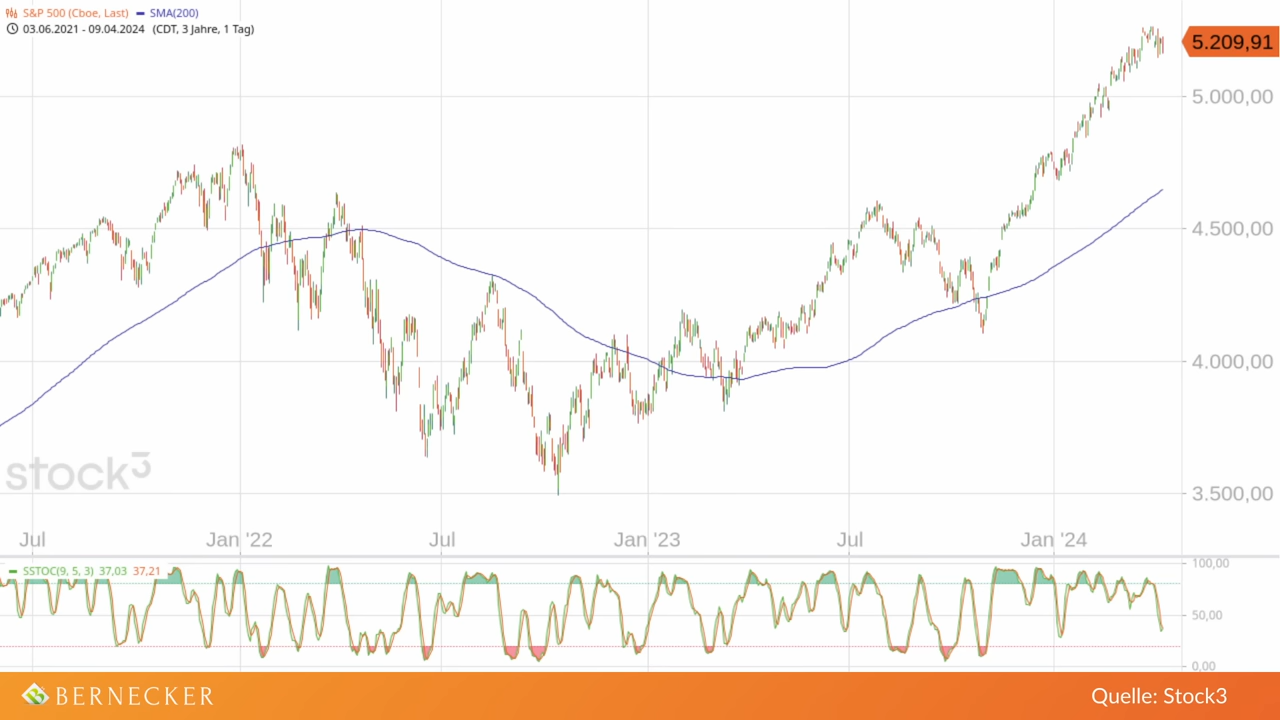 S&P 500 (Cboe, Last) SMA(200)
03.06.2021 - 09.04.2024 (CDT, 3 Jahre, 1 Tag)
5.209,91
5.000,00
4.500,00
4.000,00
3.500,00
stock3
Jul Jan '22 Jul Jan '23 Jul Jan '24
SSTOC(9, 5, 3) 37,03 37,21
100,00
50,00
0,00
BERNECKER
Quelle: Stock3